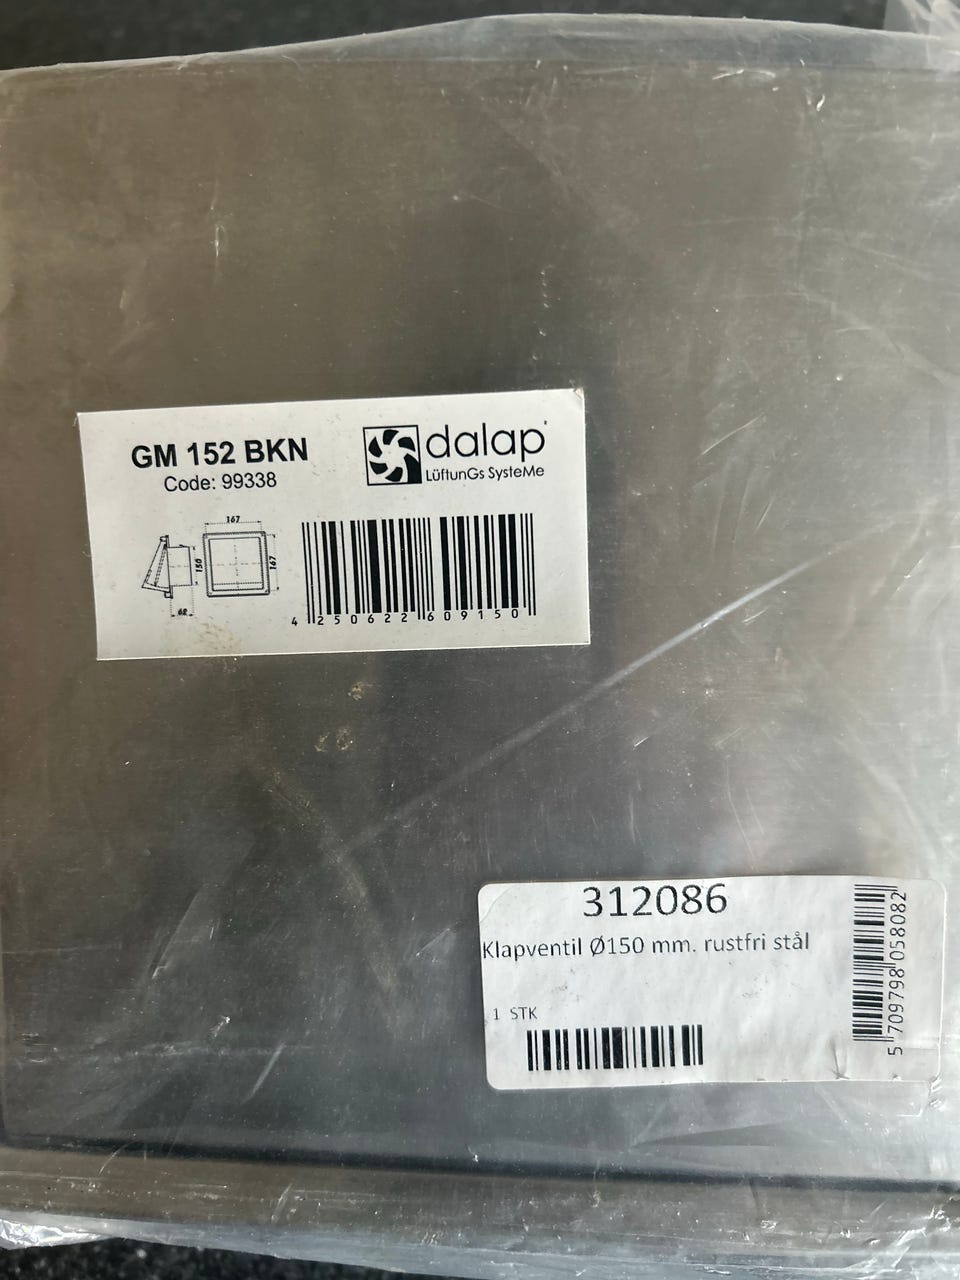 GM 152 BKN
Code: 99338
dalap
LüftunGs SysteMe
167
150
167
62
4 250622 609150
312086
Klapventil Ø150 mm. rustfri stål
1 STK
5 709798 058082